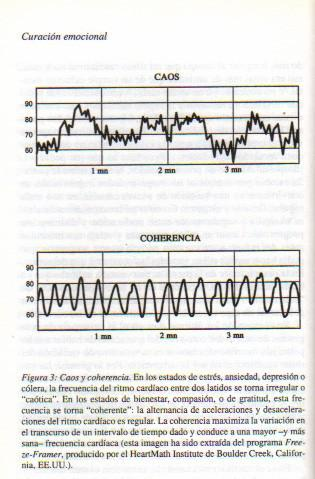 Curación emocional
CAOS
90
80
70
60
1 mn
2 mn
3 mn
COHERENCIA
90
80
70
60
1 mn
2 mn
3 mn
Figura 3: Caos y coherencia. En los estados de estrés, ansiedad, depresión o
cólera, la frecuencia del ritmo cardíaco entre dos latidos se torna irregular o
“caótica”. En los estados de bienestar, compasión, o de gratitud, esta fre-
cuencia se torna “coherente”: la alternancia de aceleraciones y desacelera-
ciones del ritmo cardíaco es regular. La coherencia maximiza la variación en
el transcurso de un intervalo de tiempo dado y conduce a una mayor –y más
sana– frecuencia cardíaca (esta imagen ha sido extraída del programa Free-
ze-Framer, producido por el HeartMath Institute de Boulder Creek, Califor-
nia, EE.UU.).